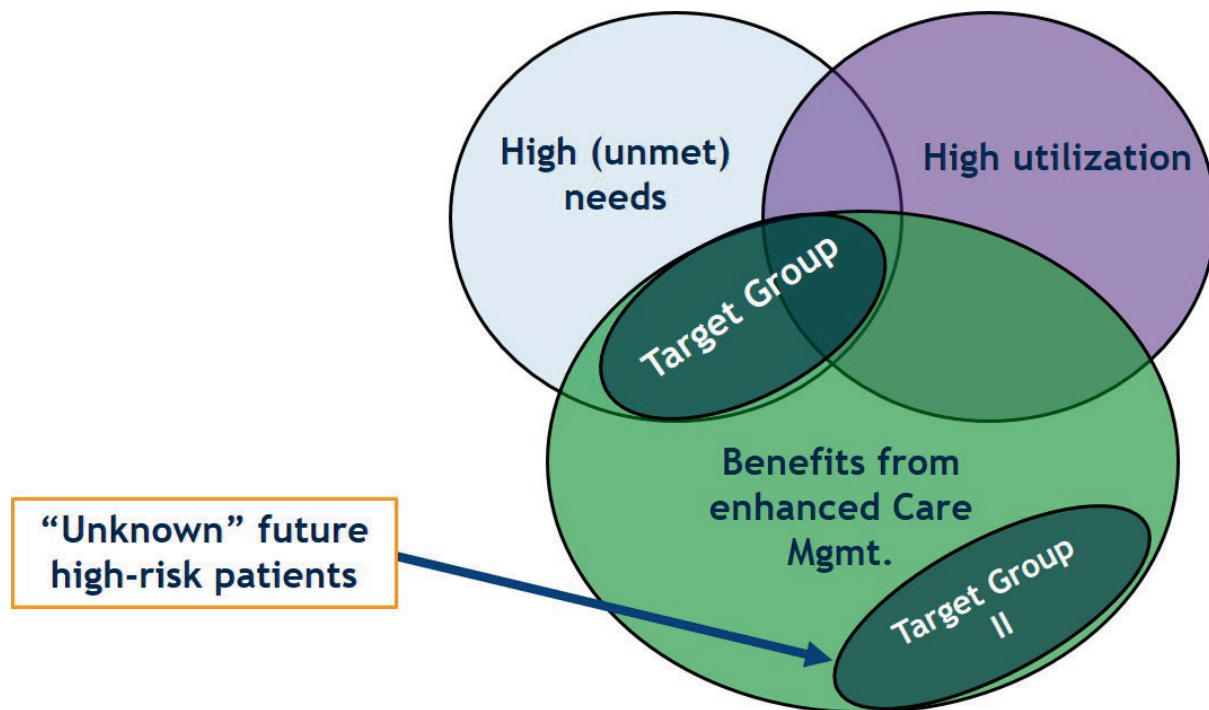 High (unmet)
needs
High utilization
Target Group
Benefits from
enhanced Care
Mgmt.
“Unknown” future
high-risk patients
Target Group
II